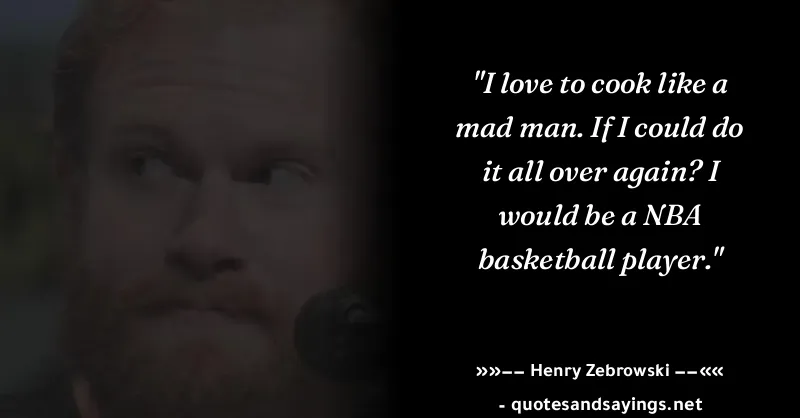 "I love to cook like a
mad man. If I could do
it all over again? I
would be a NBA
basketball player."
»»−− Henry Zebrowski −−««
- quotesandsayings.net